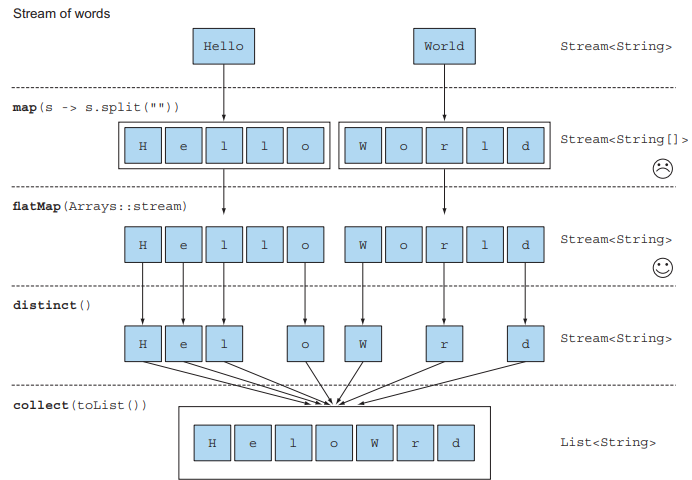 Stream of words
Hello World Stream<String>
map(s -> s.split(""))
H e l l o W o r l d Stream<String[]>
flatMap(Arrays::stream)
H e l l o W o r l d Stream<String>
distinct()
H e l o W r d Stream<String>
collect(toList())
H e l o W r d List<String>